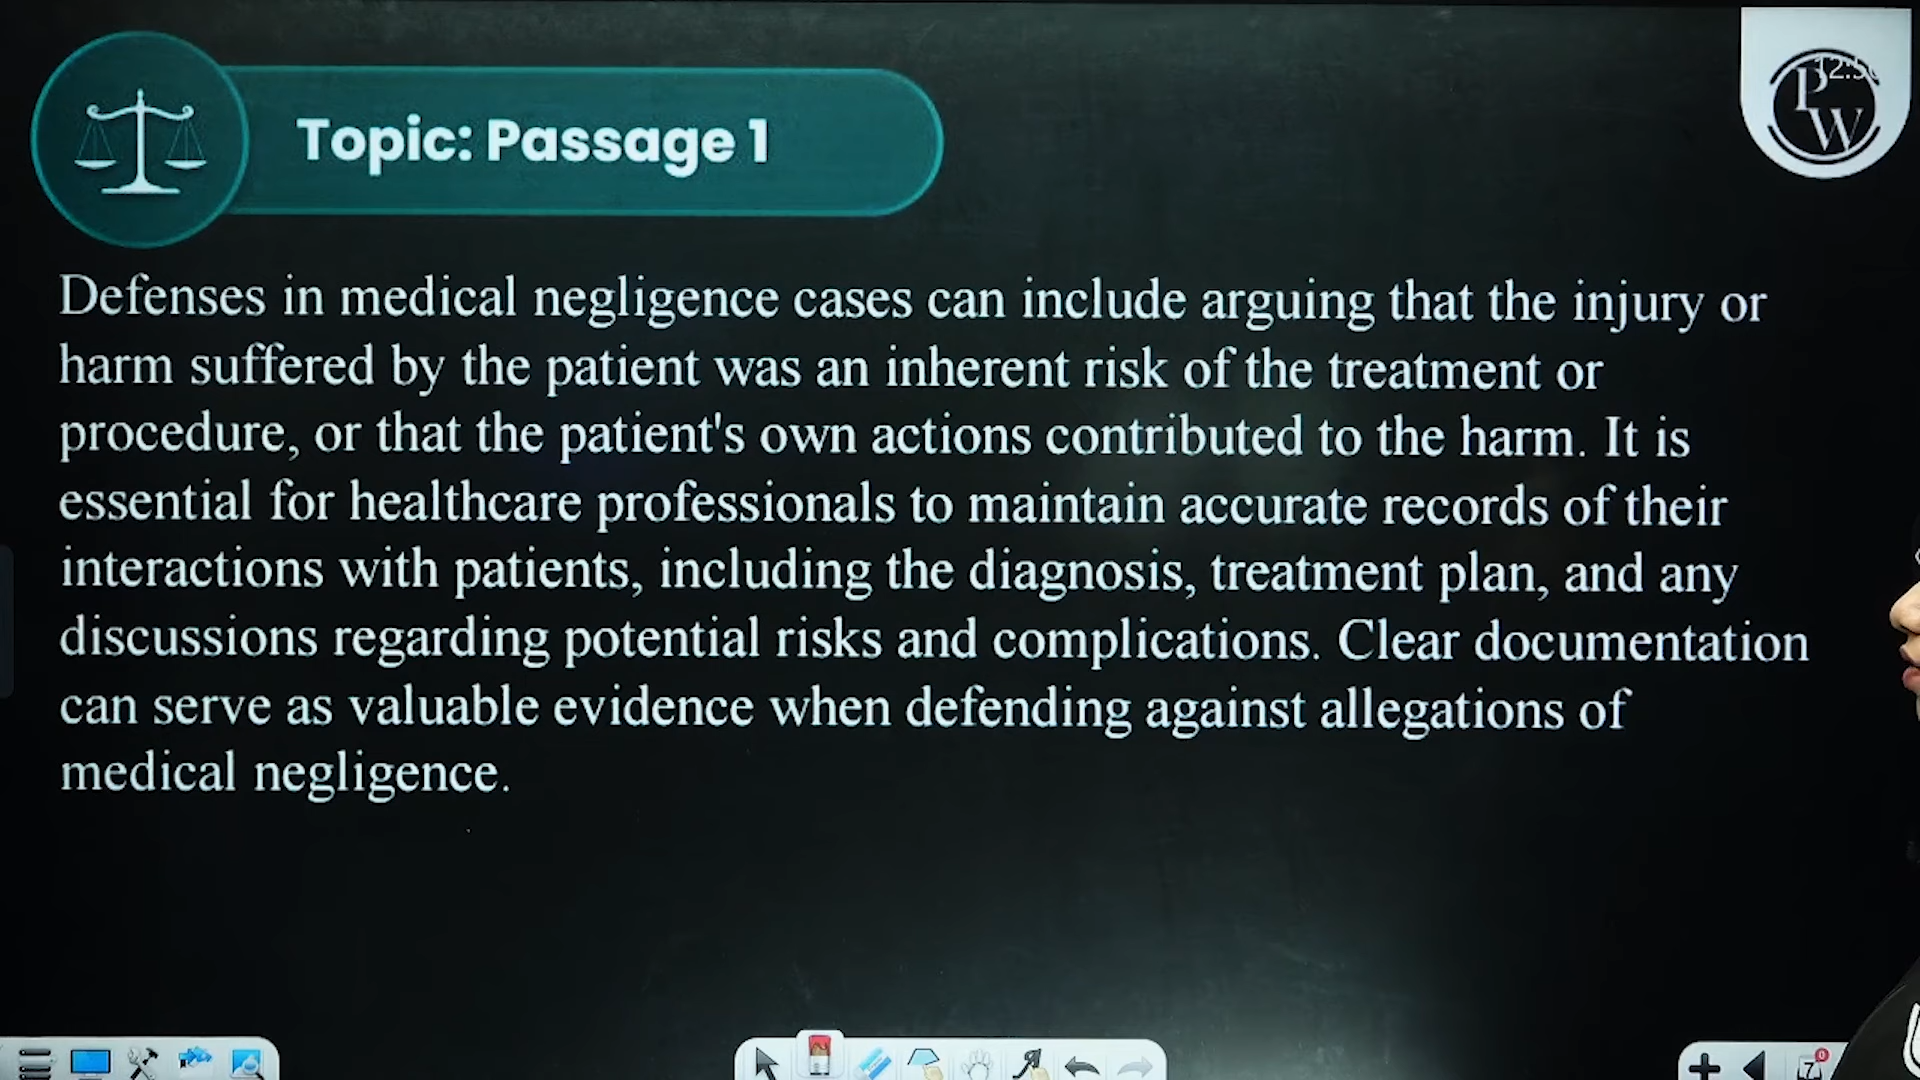 Topic: Passage 1
P
W
Defenses in medical negligence cases can include arguing that the injury or
harm suffered by the patient was an inherent risk of the treatment or
procedure, or that the patient's own actions contributed to the harm. It is
essential for healthcare professionals to maintain accurate records of their
interactions with patients, including the diagnosis, treatment plan, and any
discussions regarding potential risks and complications. Clear documentation
can serve as valuable evidence when defending against allegations of
medical negligence.